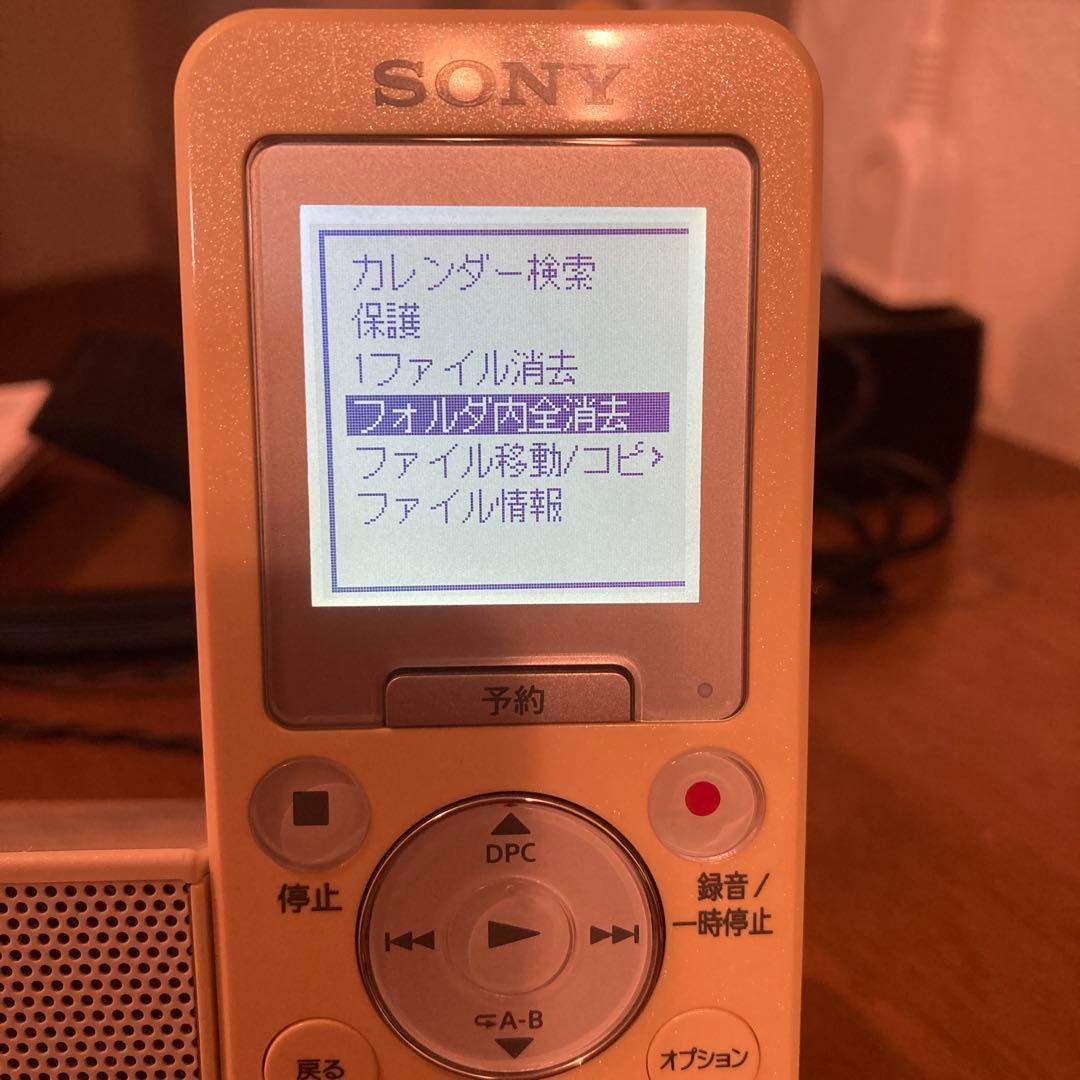 SONY
カレンダー検索
保護
1ファイル消去
フォルダ内全消去
ファイル移動/コピ
ファイル情報
予約
停止
DPC
録音/
一時停止
A-B
戻る
オプション